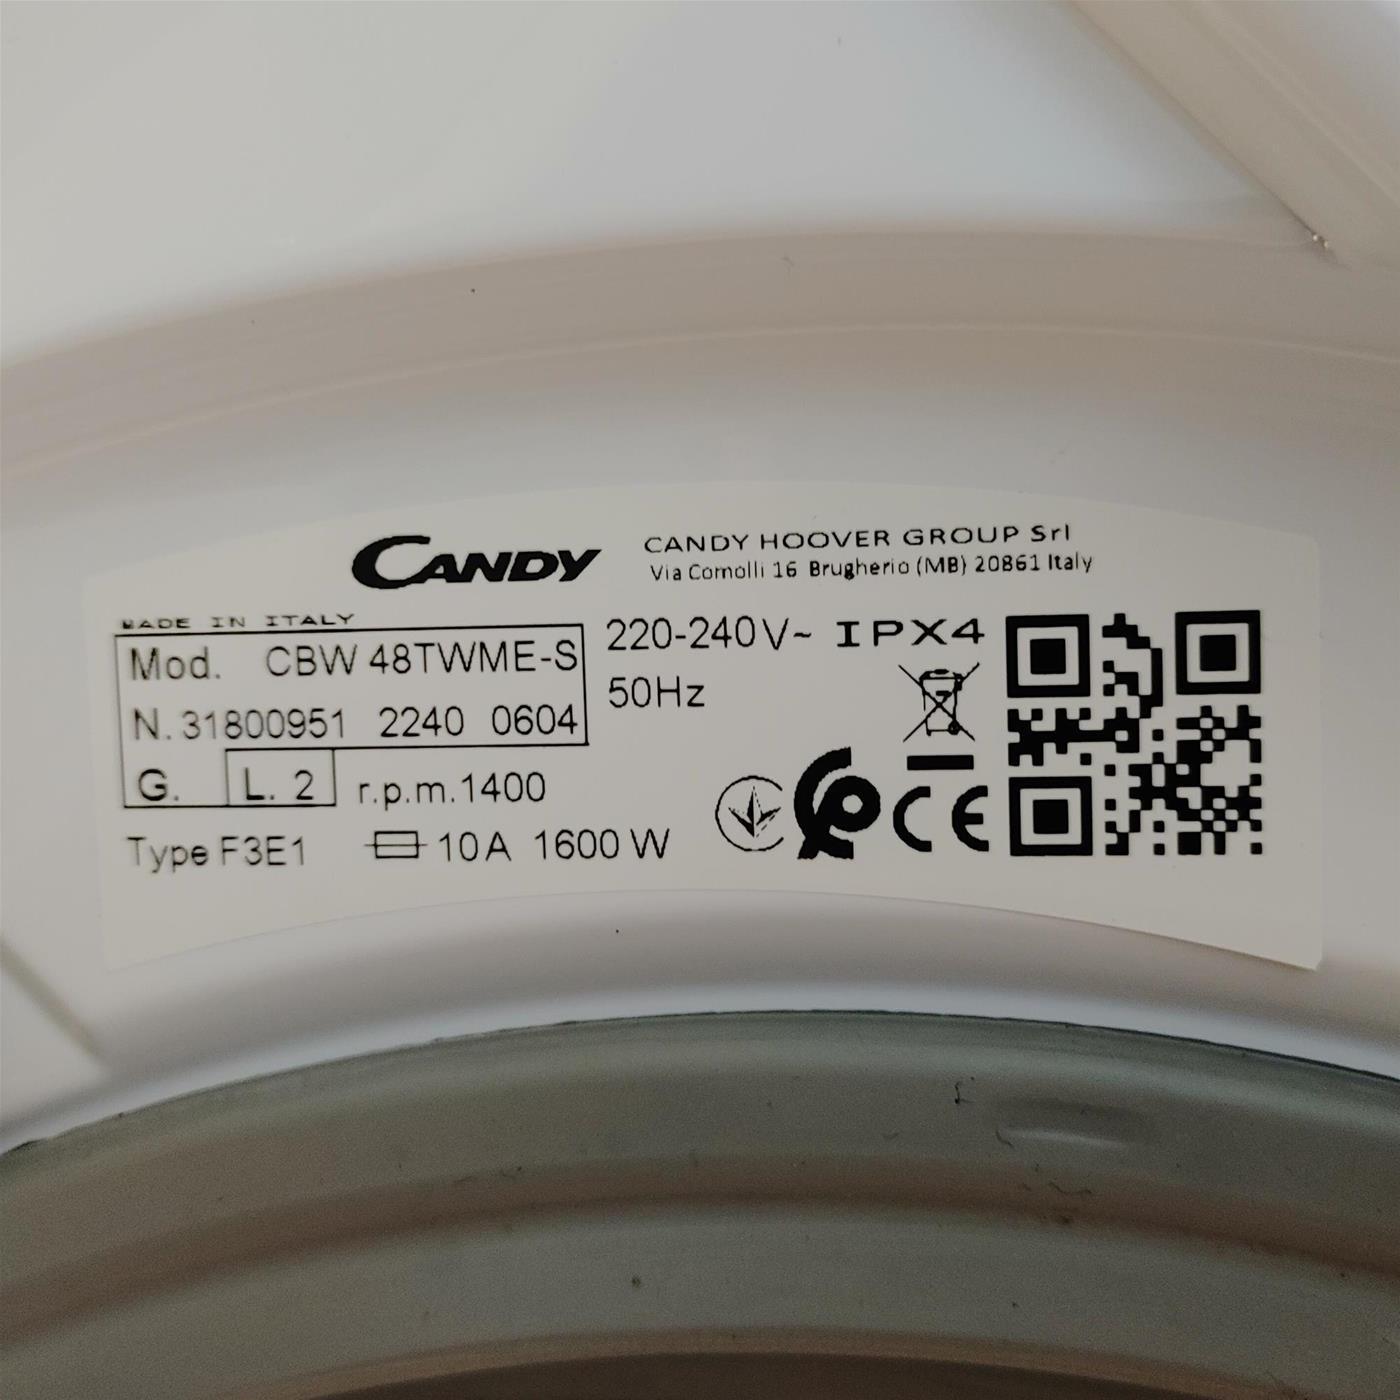 CANDY
CANDY HOOVER GROUP Srl
Via Comolli 16 Brugherio (MB) 20861 Italy
MADE IN ITALY
Mod. CBW 48TWME-S
N. 31800951 2240 0604
G. L. 2 r.p.m.1400
Type F3E1 10A 1600 W
220-240V~ IPX4
50Hz
CE